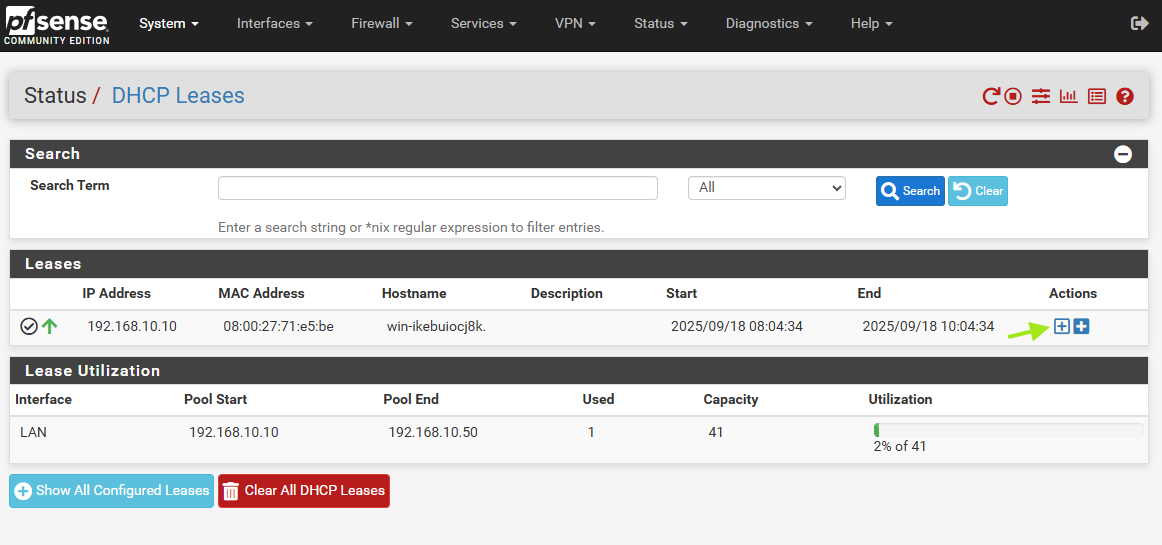 pfsense
COMMUNITY EDITION
System Interfaces Firewall Services VPN Status Diagnostics Help
Status / DHCP Leases
Search
Search Term All Search Clear
Enter a search string or *nix regular expression to filter entries.
Leases
IP Address MAC Address Hostname Description Start End Actions
192.168.10.10 08:00:27:71:e5:be win-ikebuiocj8k. 2025/09/18 08:04:34 2025/09/18 10:04:34
Lease Utilization
Interface Pool Start Pool End Used Capacity Utilization
LAN 192.168.10.10 192.168.10.50 1 41
2% of 41
Show All Configured Leases Clear All DHCP Leases